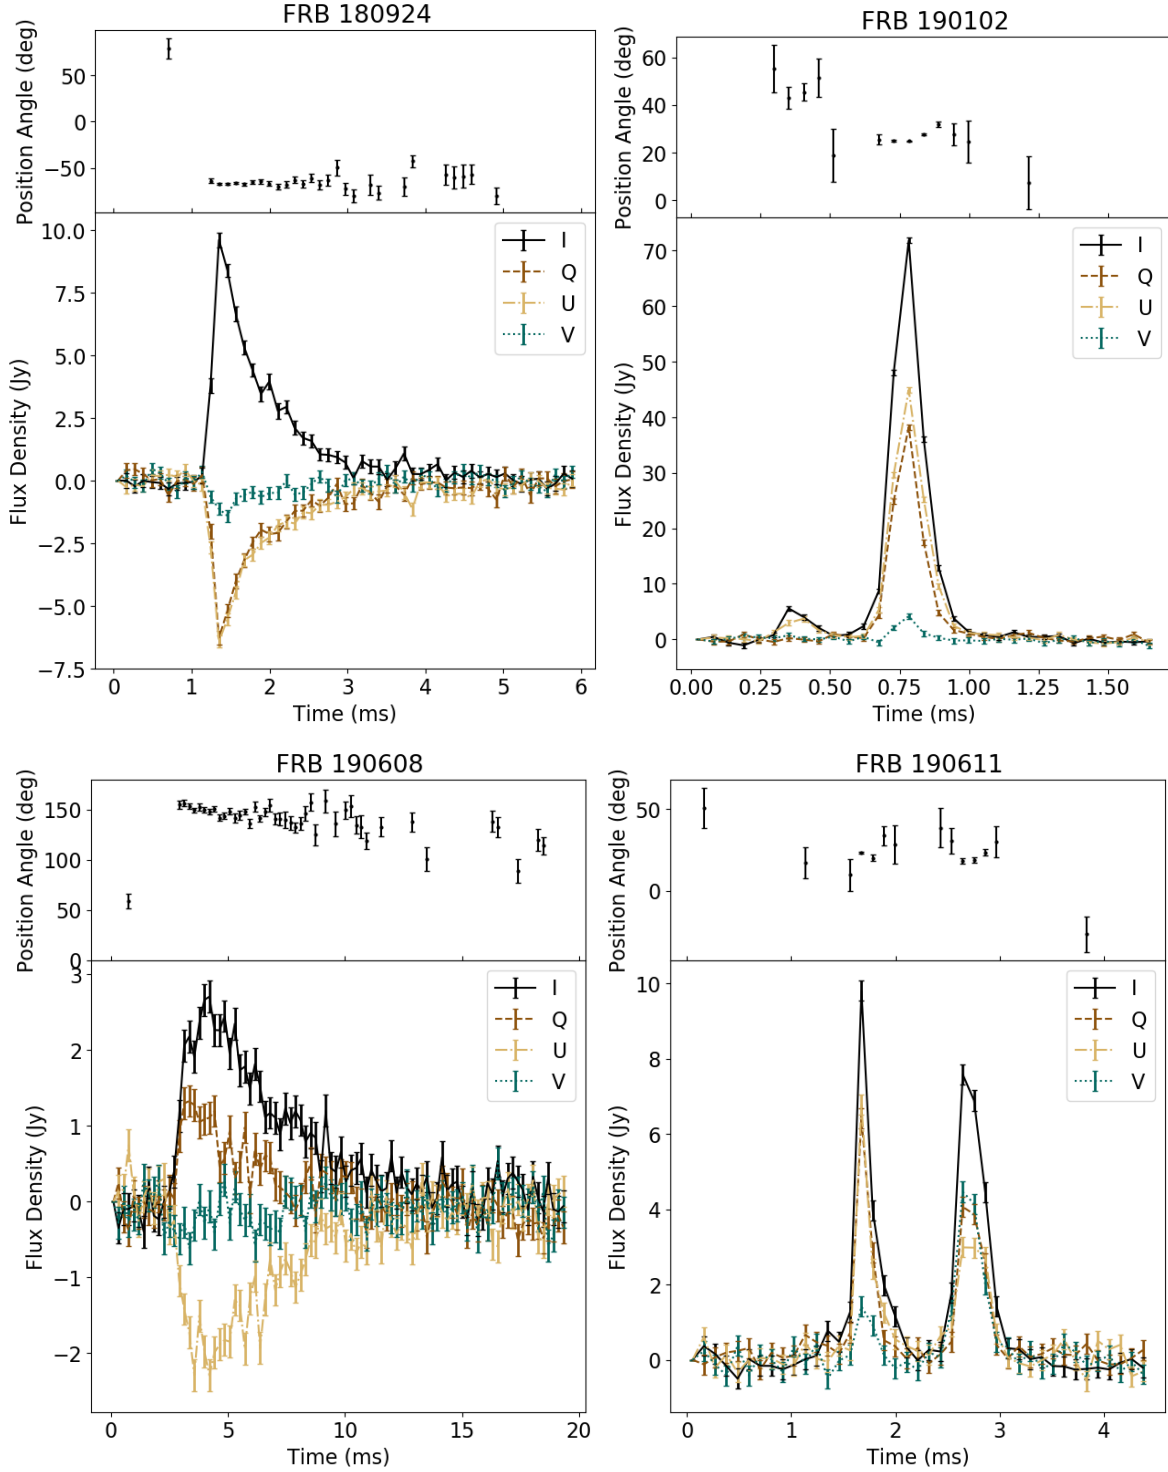 FRB 180924
Position Angle (deg)
50
0
−50
Flux Density (Jy)
10.0
7.5
5.0
2.5
0.0
−2.5
−5.0
−7.5
I
Q
U
V
0 1 2 3 4 5 6
Time (ms)
FRB 190102
Position Angle (deg)
60
40
20
0
Flux Density (Jy)
70
60
50
40
30
20
10
0
I
Q
U
V
0.00 0.25 0.50 0.75 1.00 1.25 1.50
Time (ms)
FRB 190608
Position Angle (deg)
150
100
50
0
Flux Density (Jy)
3
2
1
0
−1
−2
I
Q
U
V
0 5 10 15 20
Time (ms)
FRB 190611
Position Angle (deg)
50
0
Flux Density (Jy)
10
8
6
4
2
0
I
Q
U
V
0 1 2 3 4
Time (ms)